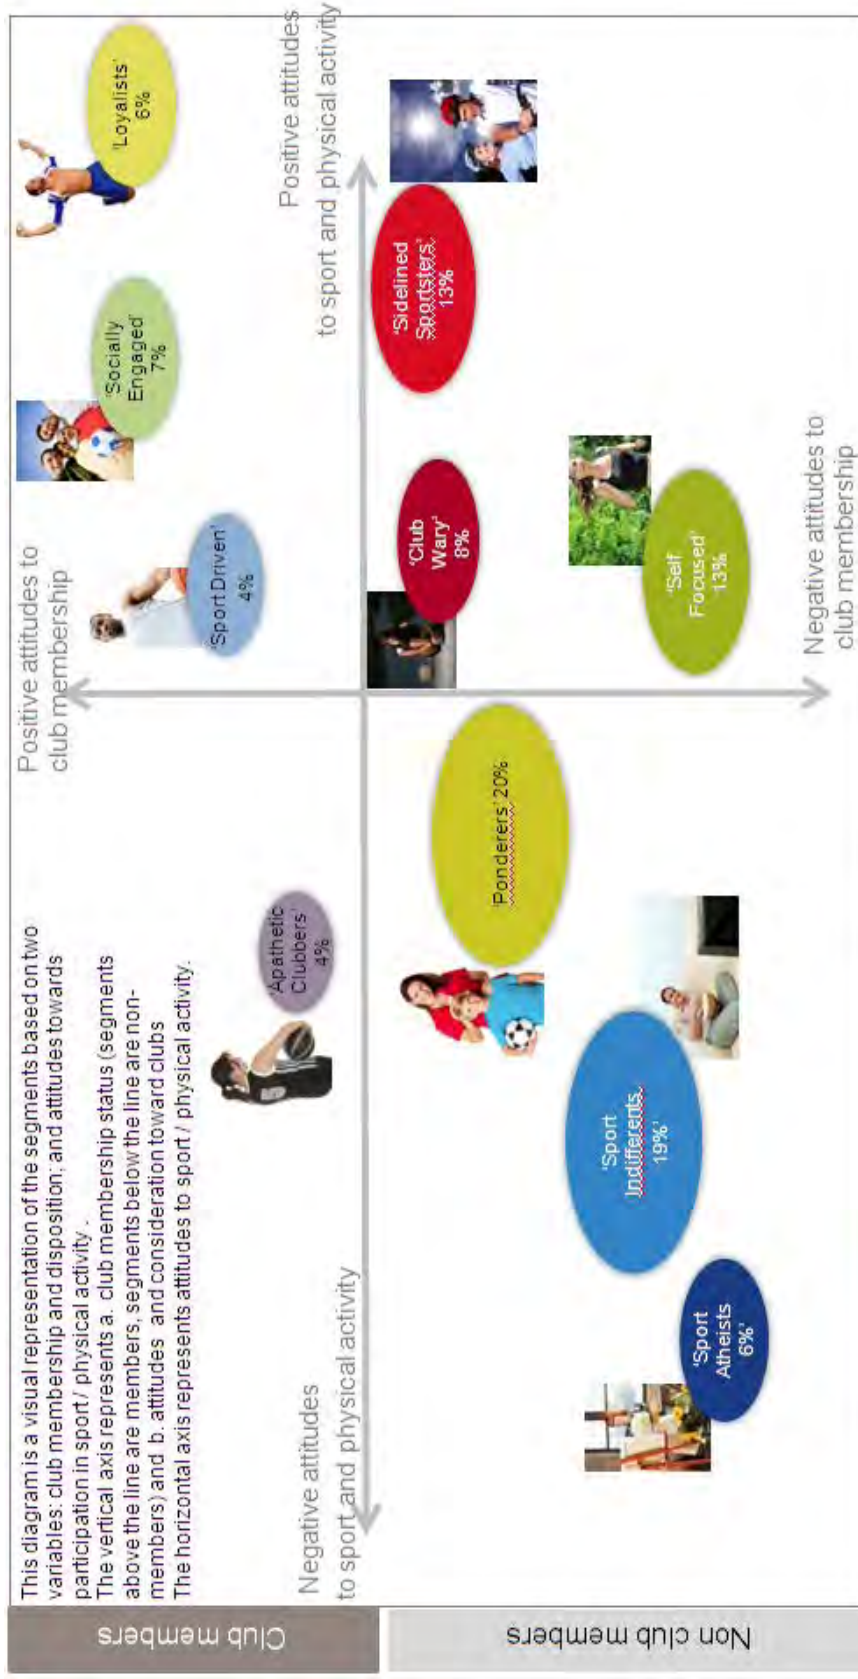 This diagram is a visual representation of the segments based on two
variables: club membership and disposition; and attitudes towards
participation in sport / physical activity .
The vertical axis represents a. club membership status (segments
above the line are members, segments below the line are non-
members) and b. attitudes and consideration toward clubs
The horizontal axis represents attitudes to sport / physical activity.
Positive attitudes to
club membership
'Loyalists'
6%
'Socially
Engaged'
7%
'Sport Driven'
4%
'Apathetic
Clubbers'
4%
Negative attitudes
to sport and physical activity
Positive attitudes
to sport and physical activity
'Sidelined
Sportsters'
13%
'Club
Wary'
8%
'Ponderers' 20%
'Self
Focused'
13%
'Sport
Indifferents
19%'
'Sport
Atheists
6%'
Negative attitudes to
club membership
Club members
Non club members